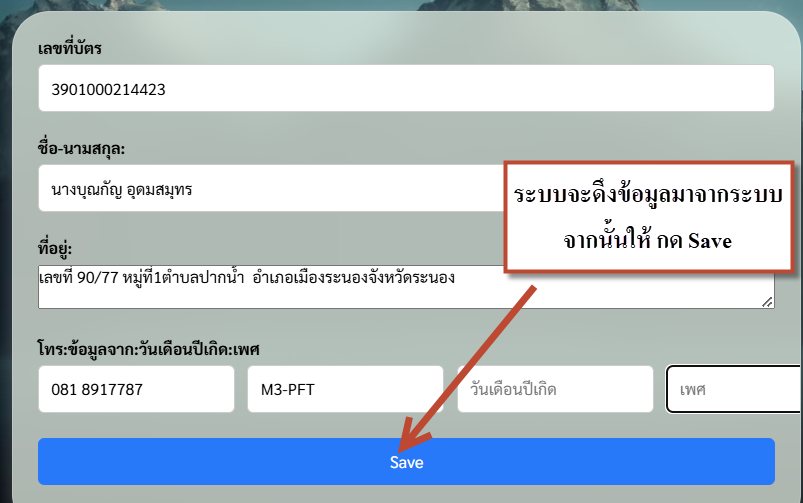 เลขที่บัตร
3901000214423
ชื่อ-นามสกุล:
นางบุณกัญ อุดมสมุทร
ระบบจะดึงข้อมูลมาจากระบบ
จากนั้นให้ กด Save
ที่อยู่:
เลขที่ 90/77 หมู่ที่1ตำบลปากน้ำ อำเภอเมืองระนองจังหวัดระนอง
โทร:ข้อมูลจาก:วันเดือนปีเกิด:เพศ
081 8917787 M3-PFT วันเดือนปีเกิด เพศ
Save